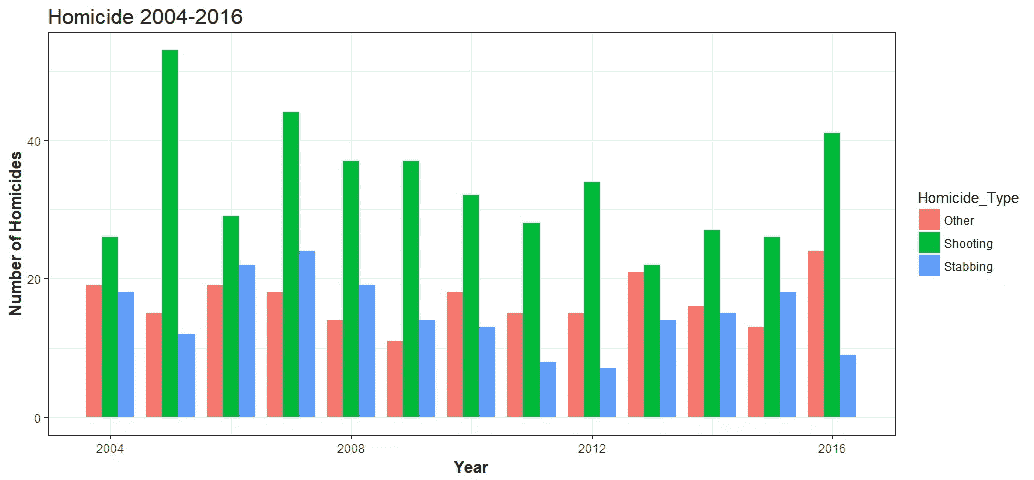 Homicide 2004-2016
Number of Homicides
40
20
0
2004
2008
2012
2016
Year
Homicide_Type
Other
Shooting
Stabbing